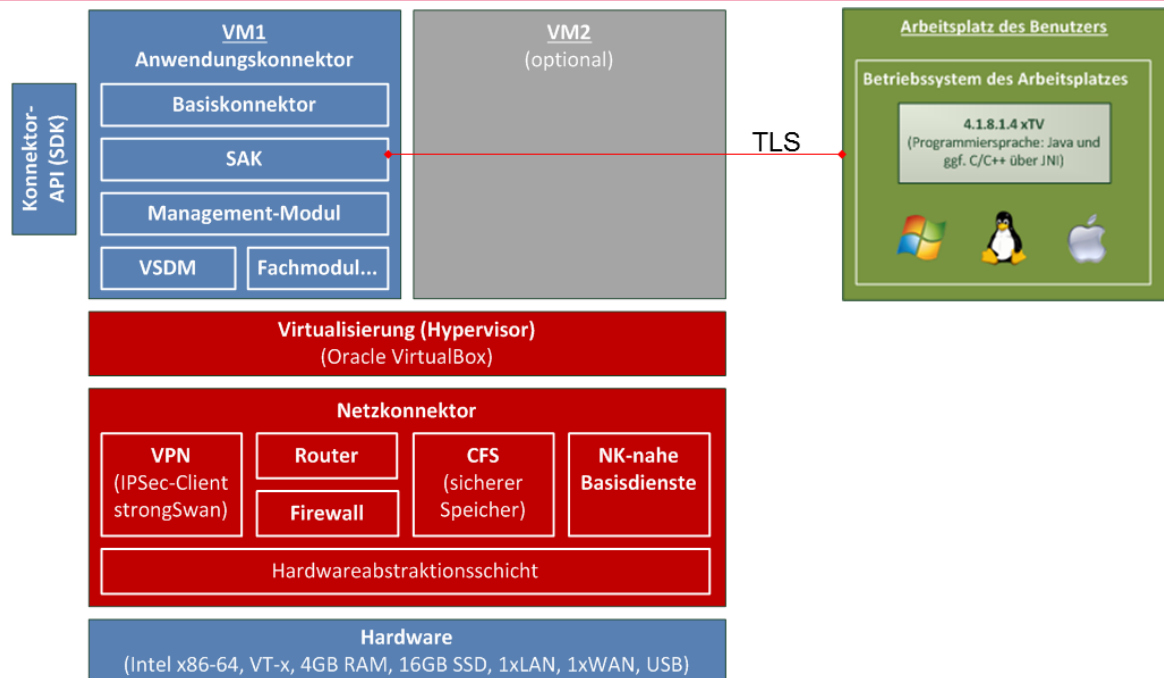 Konnektor-
API (SDK)
VM1
Anwendungskonnektor
Basiskonnektor
SAK
Management-Modul
VSDM
Fachmodul...
VM2
(optional)
TLS
Arbeitsplatz des Benutzers
Betriebssystem des Arbeitsplatzes
4.1.8.1.4 xTV
(Programmiersprache: Java und
ggf. C/C++ über JNI)
Virtualisierung (Hypervisor)
(Oracle VirtualBox)
Netzkonnektor
VPN
(IPSec-Client
strongSwan)
Router
Firewall
CFS
(sicherer
Speicher)
NK-nahe
Basisdienste
Hardwareabstraktionsschicht
Hardware
(Intel x86-64, VT-x, 4GB RAM, 16GB SSD, 1xLAN, 1xWAN, USB)